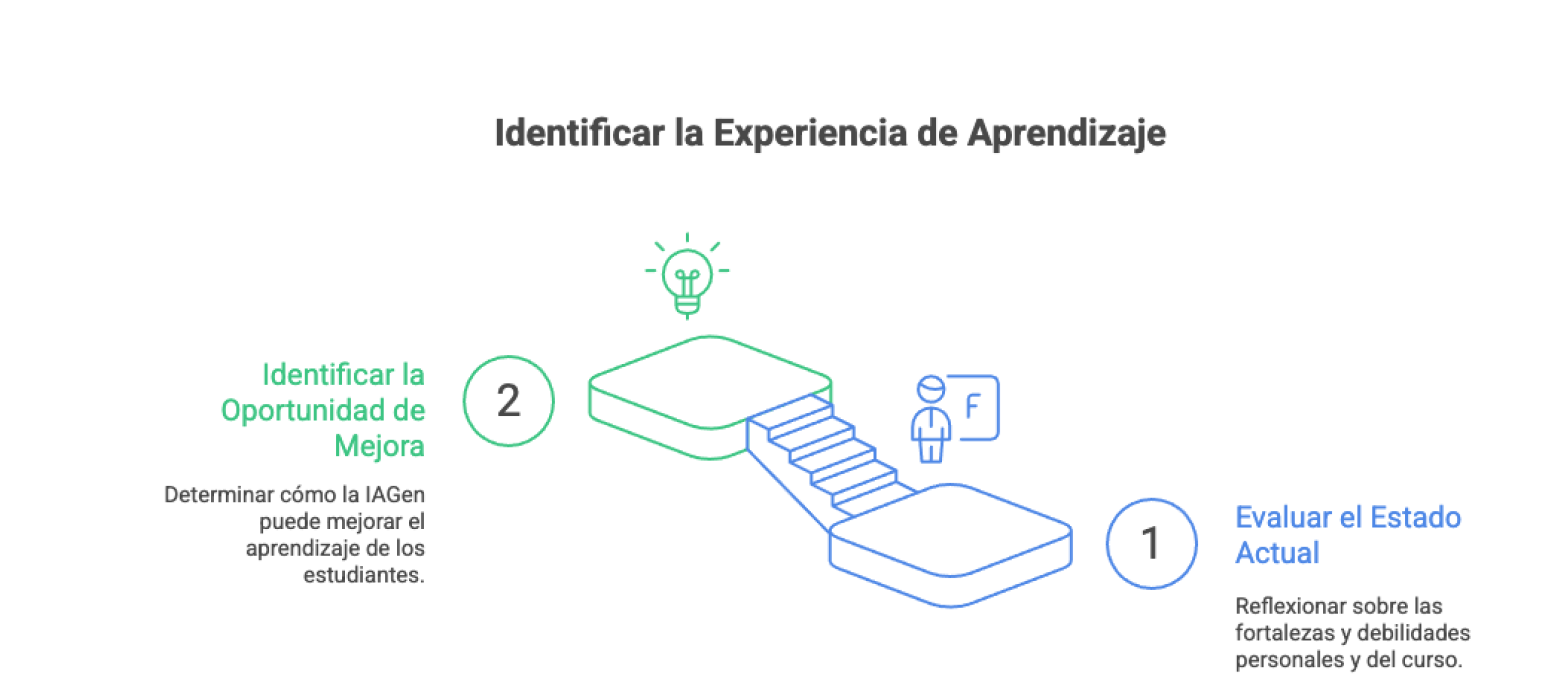 Identificar la Experiencia de Aprendizaje
Identificar la
Oportunidad de
Mejora
2
Determinar cómo la IAGen
puede mejorar el
aprendizaje de los
estudiantes.
F
1
Evaluar el Estado
Actual
Reflexionar sobre las
fortalezas y debilidades
personales y del curso.